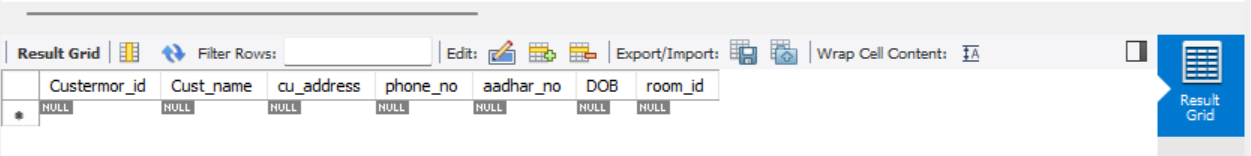 Result Grid Filter Rows: Edit: Export/Import: Wrap Cell Content: IA
Custermor_id Cust_name cu_address phone_no aadhar_no DOB room_id
NULL NULL NULL NULL NULL NULL NULL
Result
Grid